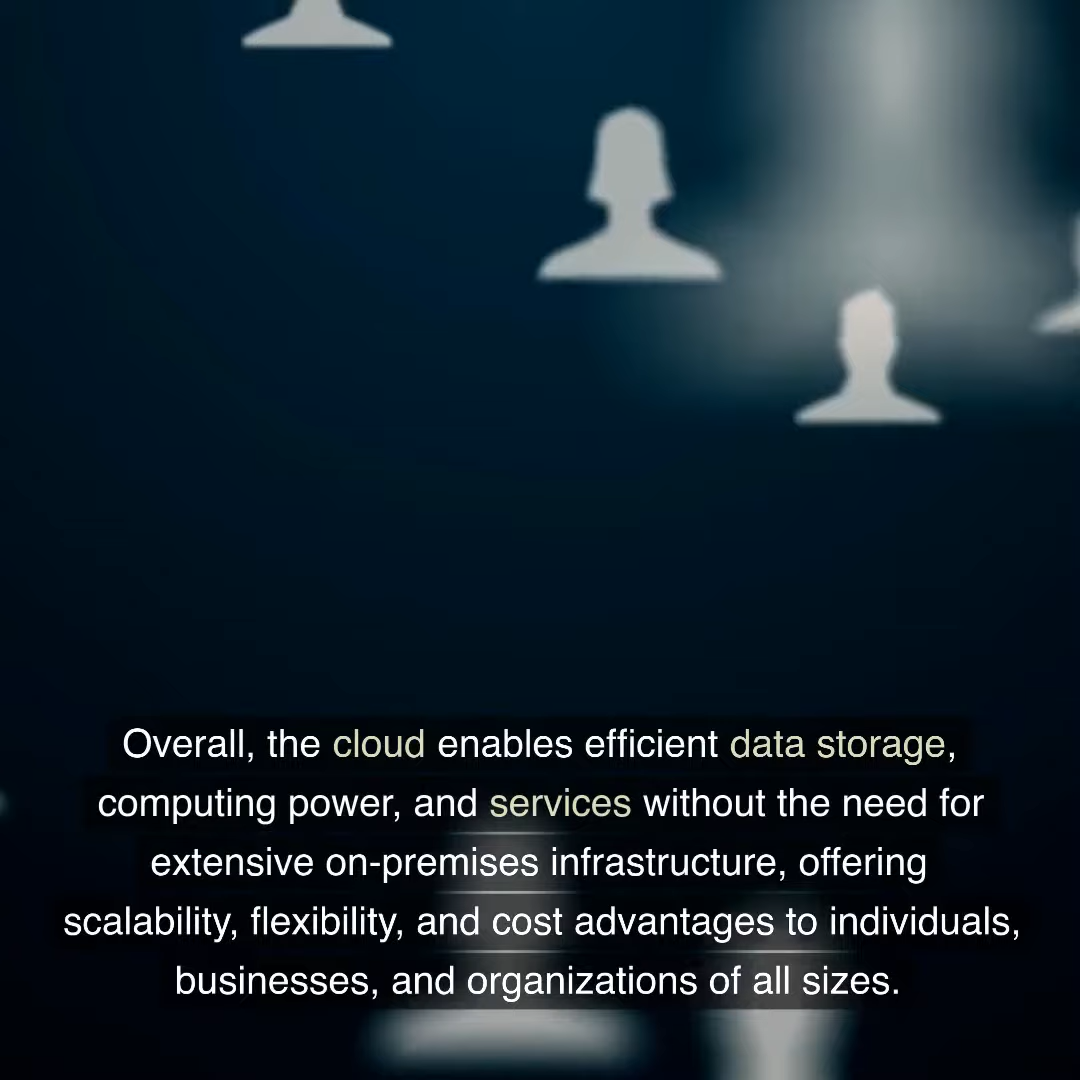 Overall, the cloud enables efficient data storage,
computing power, and services without the need for
extensive on-premises infrastructure, offering
scalability, flexibility, and cost advantages to individuals,
businesses, and organizations of all sizes.